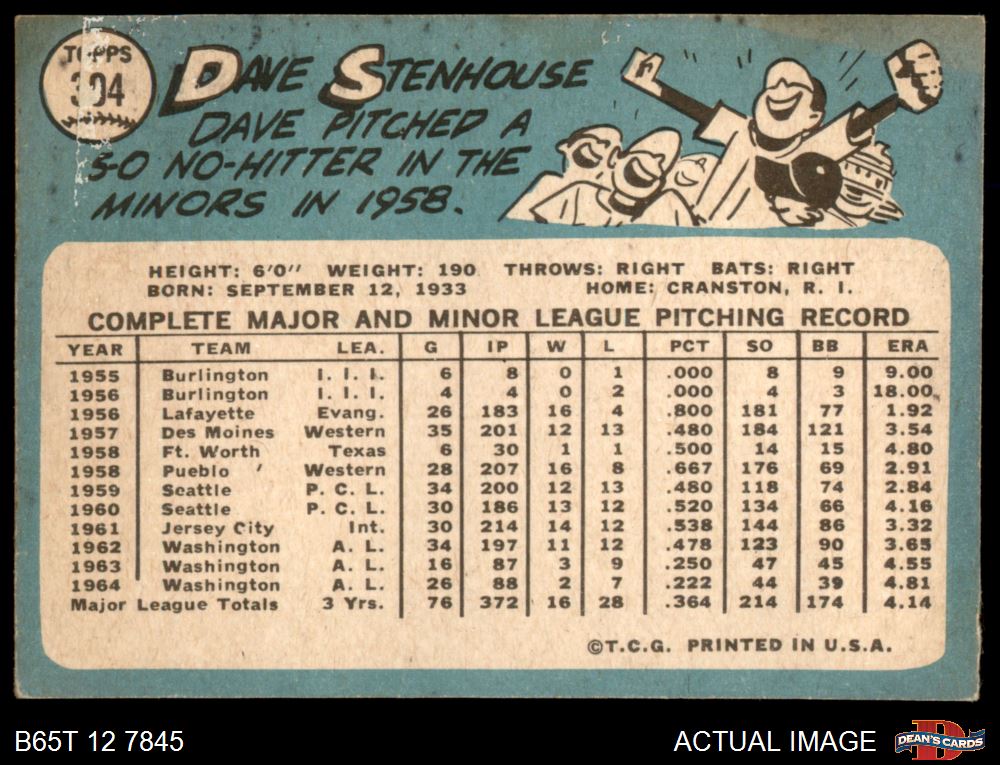 TOPPS
304
DAVE STENHOUSE
DAVE PITCHED A
5-0 NO-HITTER IN THE
MINORS IN 1958.
HEIGHT: 6'0" WEIGHT: 190 THROWS: RIGHT BATS: RIGHT
BORN: SEPTEMBER 12, 1933 HOME: CRANSTON, R. I.
COMPLETE MAJOR AND MINOR LEAGUE PITCHING RECORD
YEAR TEAM LEA. G IP W L PCT SO BB ERA
1955 Burlington I. I. I. 6 8 0 1 .000 8 9 9.00
1956 Burlington I. I. I. 4 4 0 2 .000 4 3 18.00
1956 Lafayette Evang. 26 183 16 4 .800 181 77 1.92
1957 Des Moines Western 35 201 12 13 .480 184 121 3.54
1958 Ft. Worth Texas 6 30 1 1 .500 14 15 4.80
1958 Pueblo Western 28 207 16 8 .667 176 69 2.91
1959 Seattle P. C. L. 34 200 12 13 .480 118 74 2.84
1960 Seattle P. C. L. 30 186 13 12 .520 134 66 4.16
1961 Jersey City Int. 30 214 14 12 .538 144 86 3.32
1962 Washington A. L. 34 197 11 12 .478 123 90 3.65
1963 Washington A. L. 16 87 3 9 .250 47 45 4.55
1964 Washington A. L. 26 88 2 7 .222 44 39 4.81
Major League Totals 3 Yrs. 76 372 16 28 .364 214 174 4.14
©T.C.G. PRINTED IN U.S.A.
B65T 12 7845 ACTUAL IMAGE DEAN'S CARDS